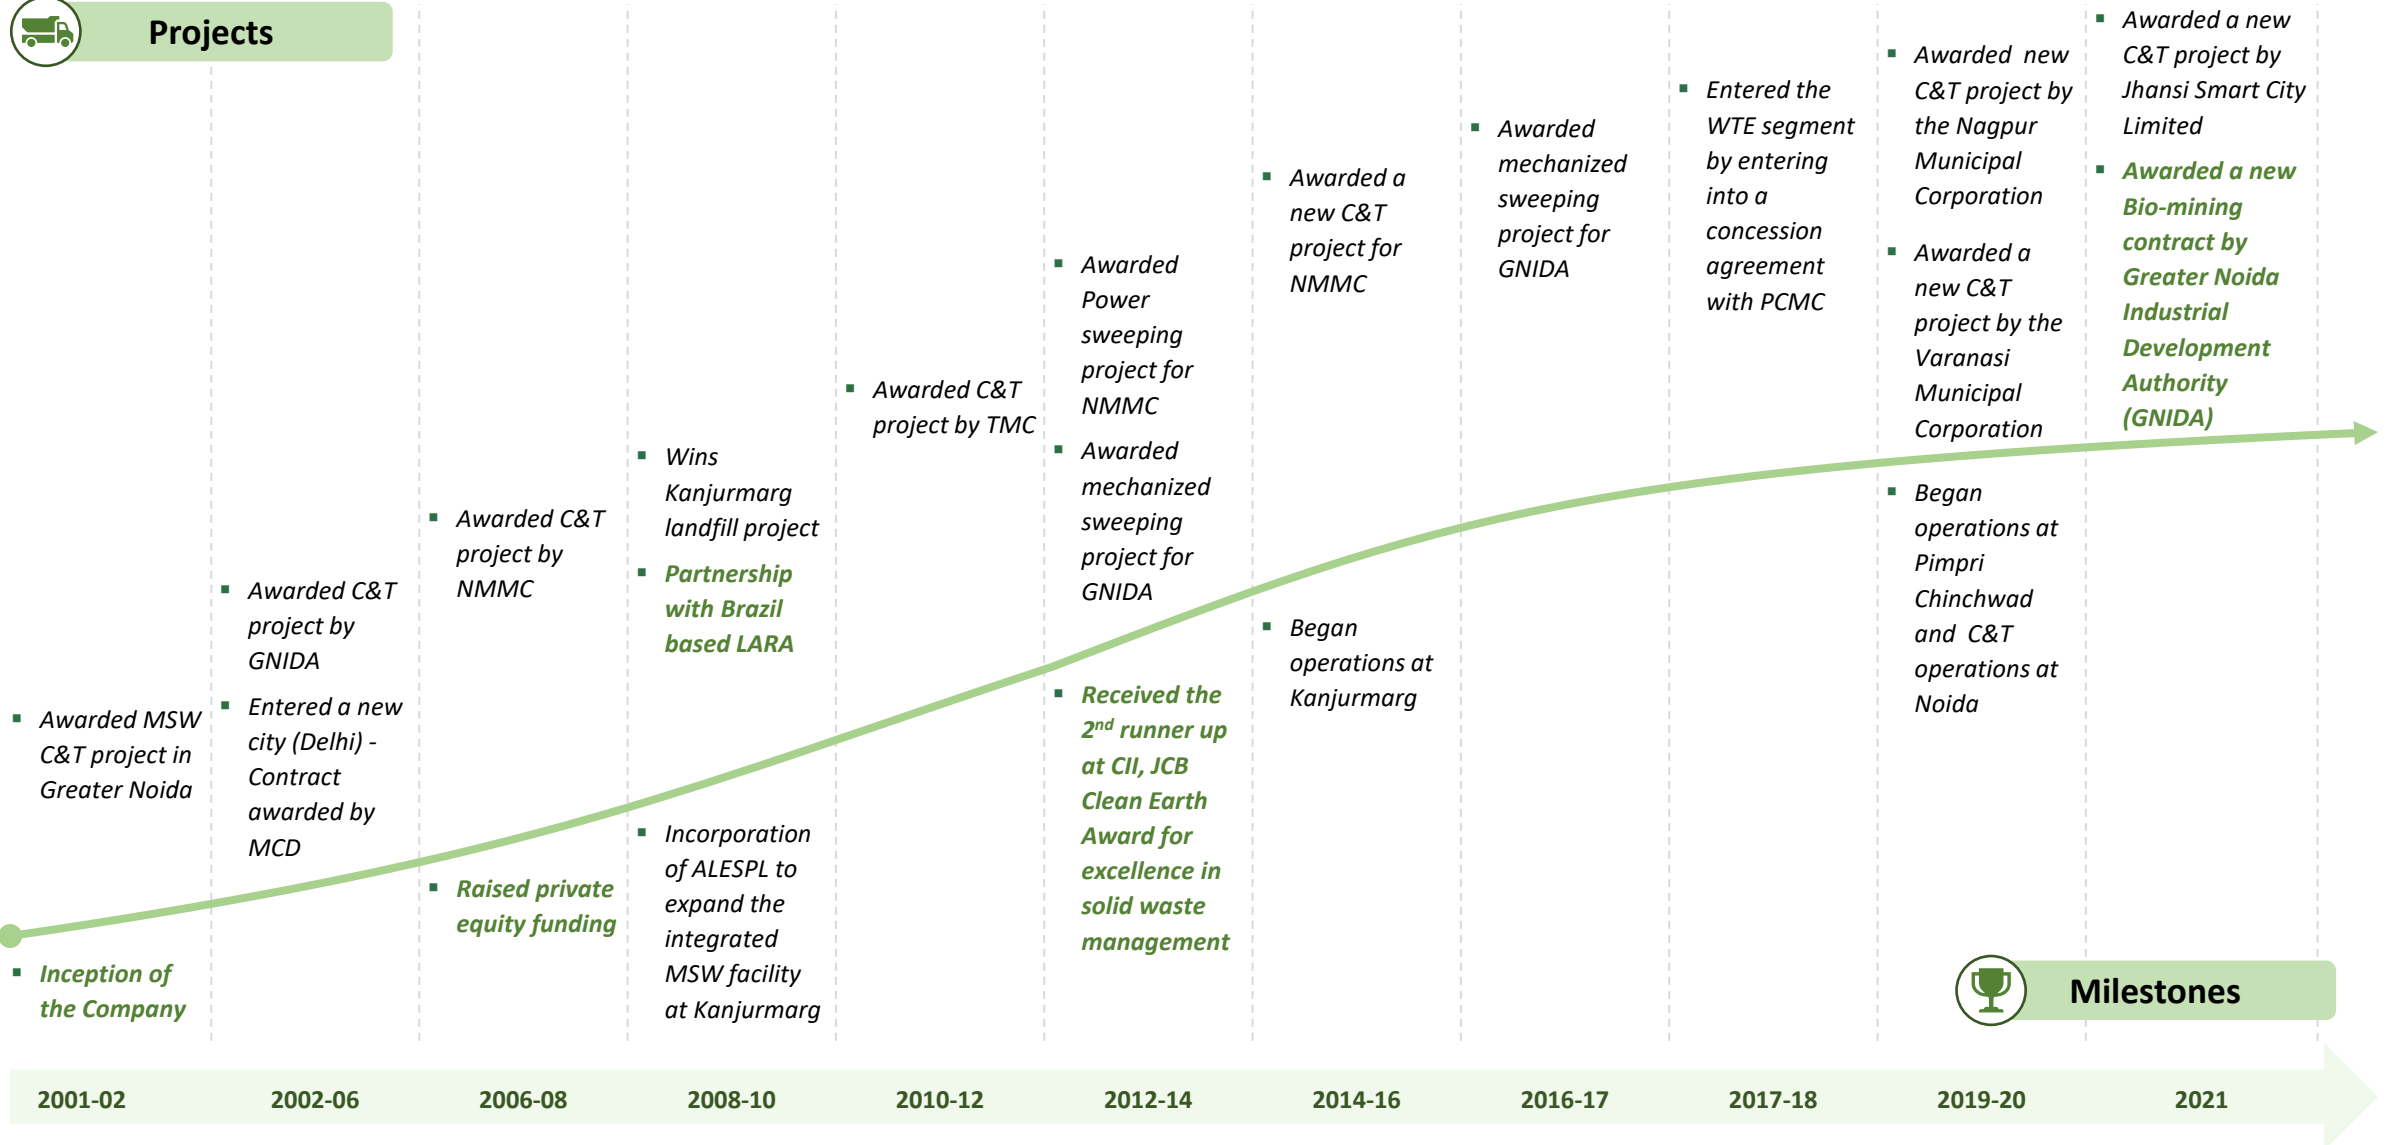 Projects
Awarded MSW
C&T project in
Greater Noida
Inception of
the Company
Awarded C&T
project by
GNIDA
Entered a new
city (Delhi) -
Contract
awarded by
MCD
Awarded C&T
project by
NMMC
Raised private
equity funding
Wins
Kanjurmarg
landfill project
Partnership
with Brazil
based LARA
Incorporation
of ALESPL to
expand the
integrated
MSW facility
at Kanjurmarg
Awarded C&T
project by TMC
Awarded
Power
sweeping
project for
NMMC
Awarded
mechanized
sweeping
project for
GNIDA
Received the
2nd runner up
at CII, JCB
Clean Earth
Award for
excellence in
solid waste
management
Awarded a
new C&T
project for
NMMC
Began
operations at
Kanjurmarg
Awarded
mechanized
sweeping
project for
GNIDA
Entered the
WTE segment
by entering
into a
concession
agreement
with PCMC
Awarded new
C&T project by
the Nagpur
Municipal
Corporation
Awarded a
new C&T
project by the
Varanasi
Municipal
Corporation
Began
operations at
Pimpri
Chinchwad
and C&T
operations at
Noida
Awarded a new
C&T project by
Jhansi Smart City
Limited
Awarded a new
Bio-mining
contract by
Greater Noida
Industrial
Development
Authority
(GNIDA)
Milestones
2001-02 2002-06 2006-08 2008-10 2010-12 2012-14 2014-16 2016-17 2017-18 2019-20 2021